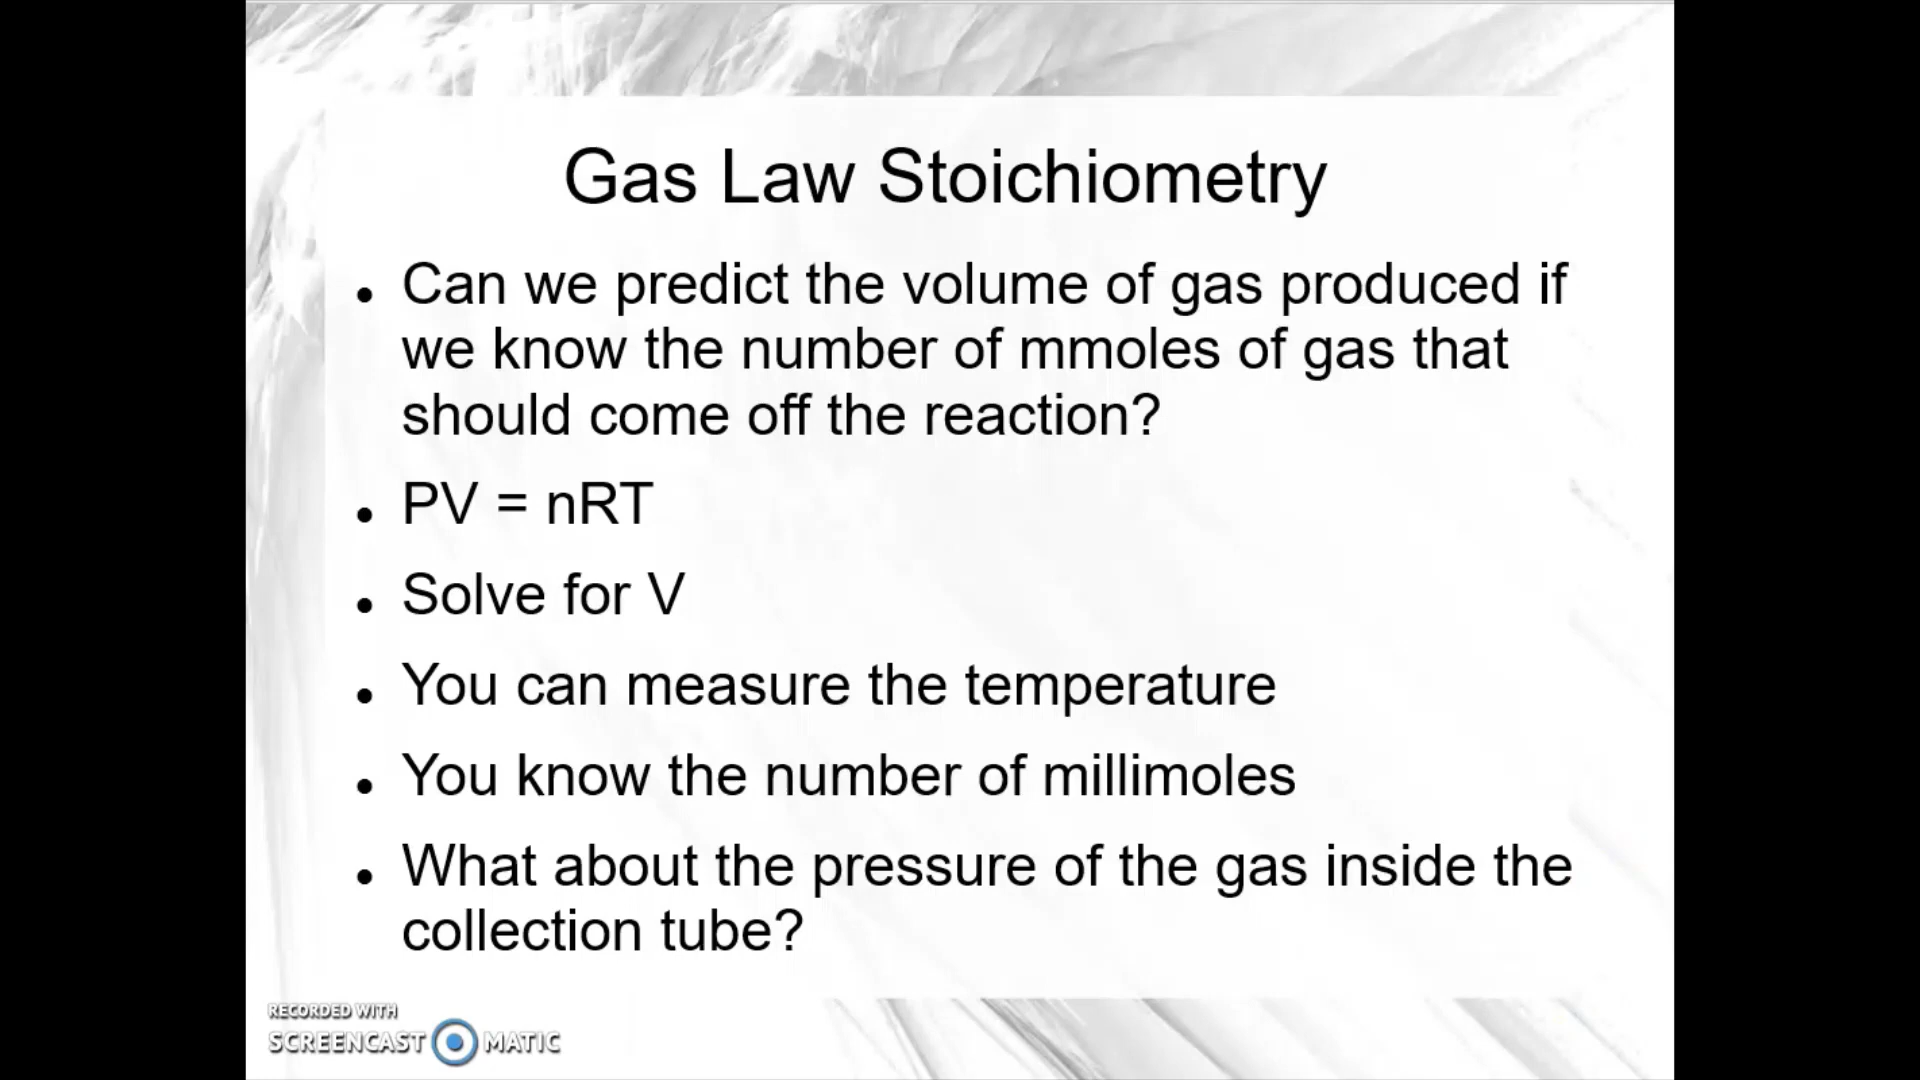 Gas Law Stoichiometry
• Can we predict the volume of gas produced if
we know the number of mmoles of gas that
should come off the reaction?
• PV = nRT
• Solve for V
• You can measure the temperature
• You know the number of millimoles
• What about the pressure of the gas inside the
collection tube?
RECORDED WITH
SCREENCAST MATIC